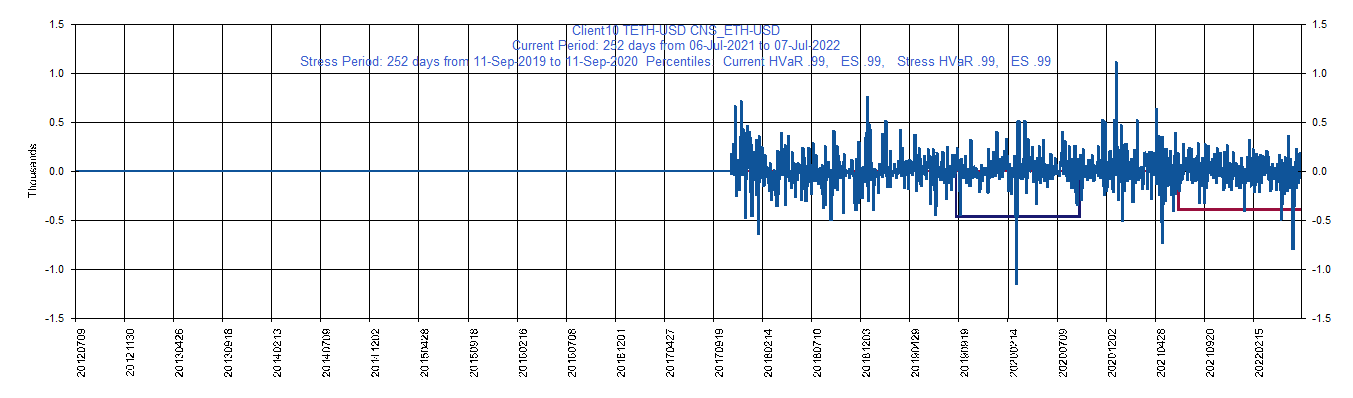 Client10 TETH-USD CNS_ETH-USD
Current Period: 252 days from 06-Jul-2021 to 07-Jul-2022
Stress Period: 252 days from 11-Sep-2019 to 11-Sep-2020 Percentiles: Current HVaR .99, ES .99, Stress HVaR .99, ES .99
1.5 1.5
1.0 1.0
0.5 0.5
0.0 0.0
-0.5 -0.5
-1.0 -1.0
-1.5 -1.5
Thousands
20120709 20121130 20130426 20130918 20140213 20140709 20141202 20150428 20150918 20160216 20160708 20161201 20170427 20170919 20180214 20180710 20181203 20190429 20190919 20200214 20200709 20201202 20210428 20210920 20220215